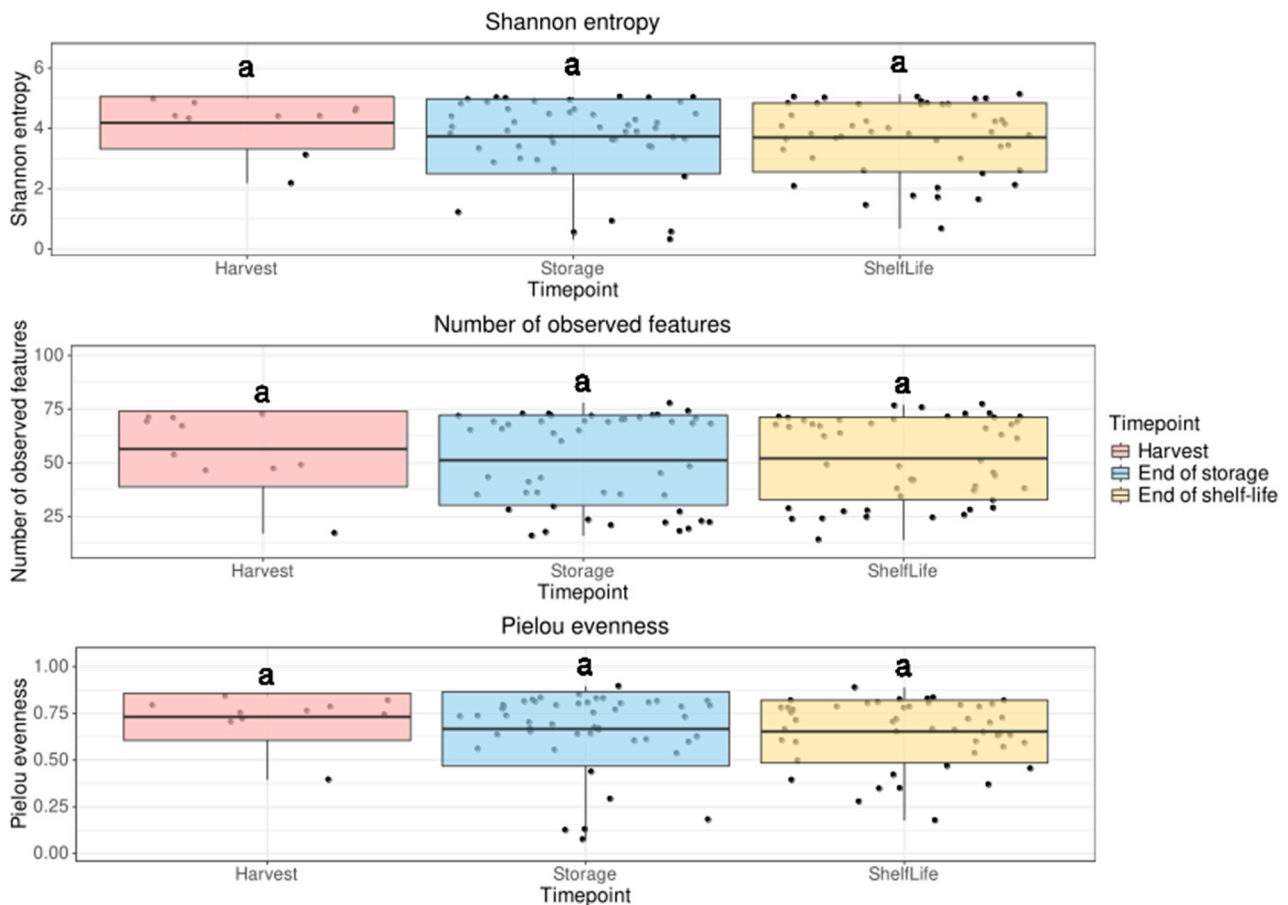 Shannon entropy
Shannon entropy
6
4
2
0
a a a
Harvest Storage ShelfLife
Timepoint
Number of observed features
Number of observed features
100
75
50
25
a a a
Harvest Storage ShelfLife
Timepoint
Timepoint
Harvest
End of storage
End of shelf-life
Pielou evenness
Pielou evenness
1.00
0.75
0.50
0.25
0.00
a a a
Harvest Storage ShelfLife
Timepoint